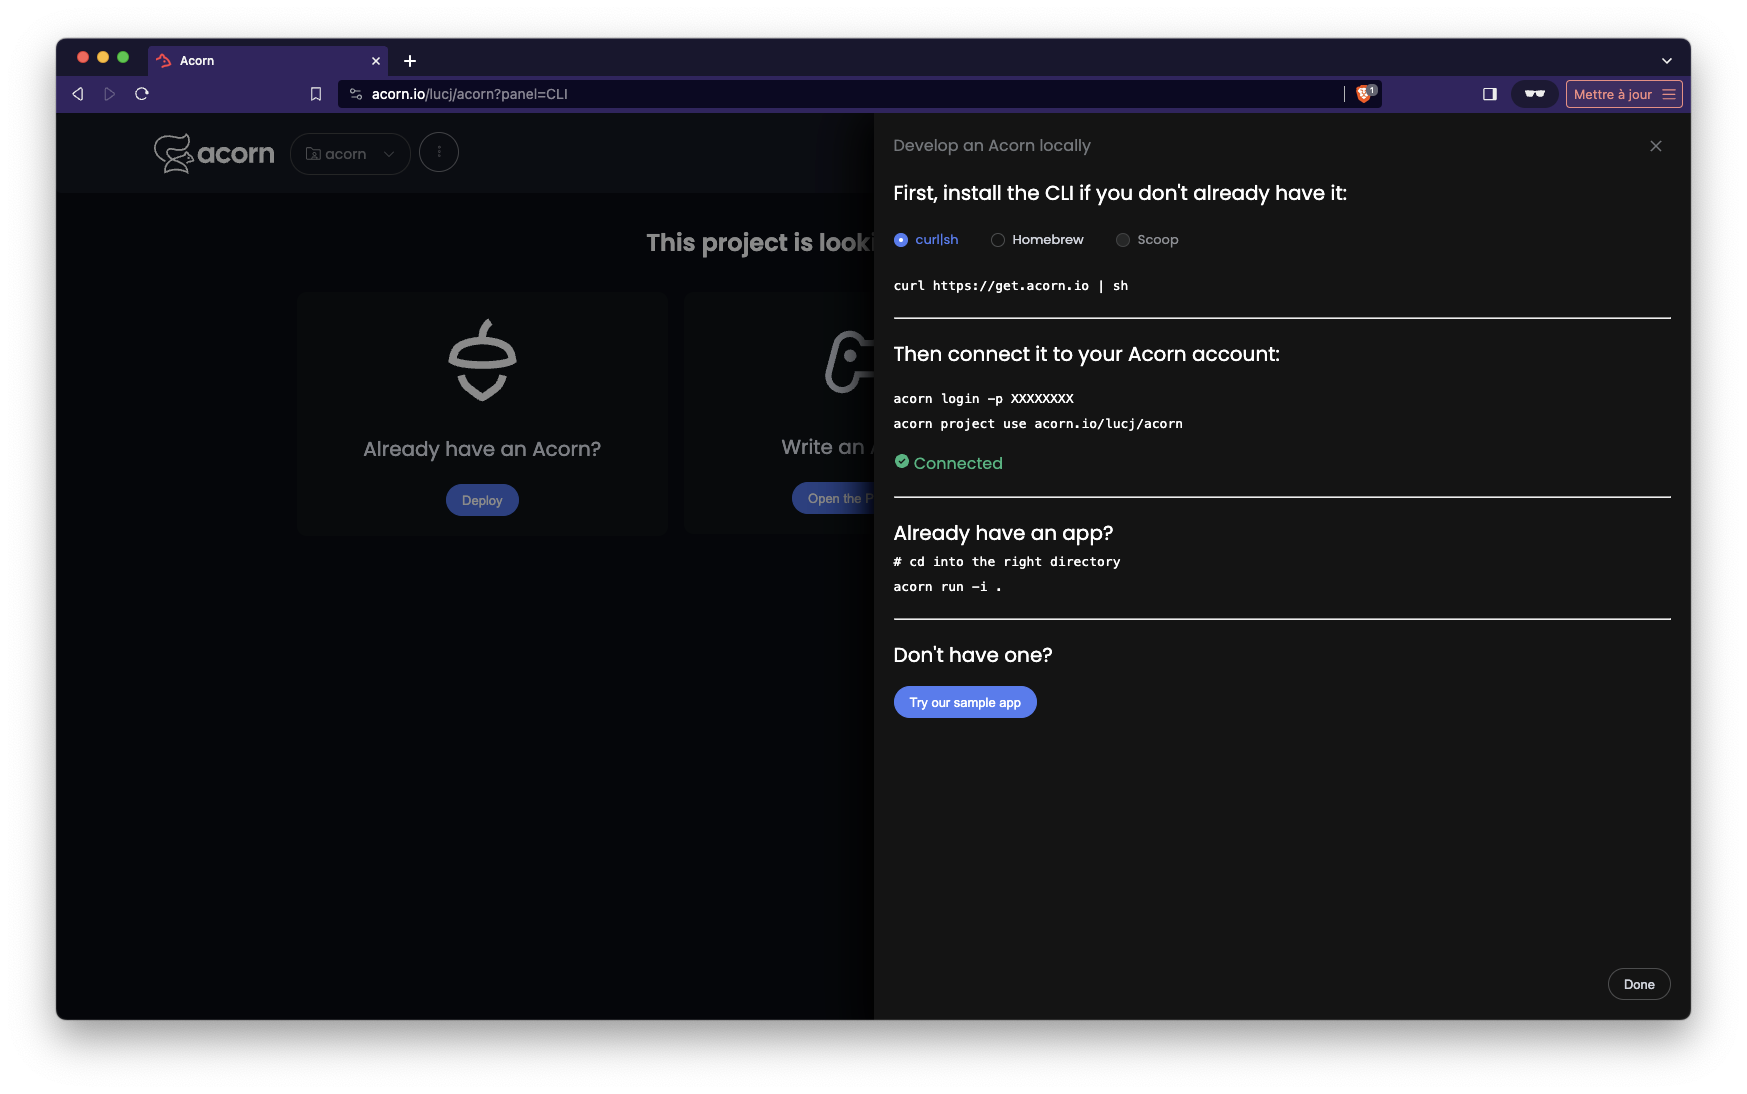 Acorn
acorn.io/lucj/acorn?panel=CLI
1
Mettre à jour
acorn
acorn
This project is looki
Already have an Acorn?
Deploy
Write an
Open the P
Develop an Acorn locally
First, install the CLI if you don't already have it:
curl|sh Homebrew Scoop
curl https://get.acorn.io | sh
Then connect it to your Acorn account:
acorn login -p XXXXXXXX
acorn project use acorn.io/lucj/acorn
Connected
Already have an app?
# cd into the right directory
acorn run -i .
Don't have one?
Try our sample app
Done